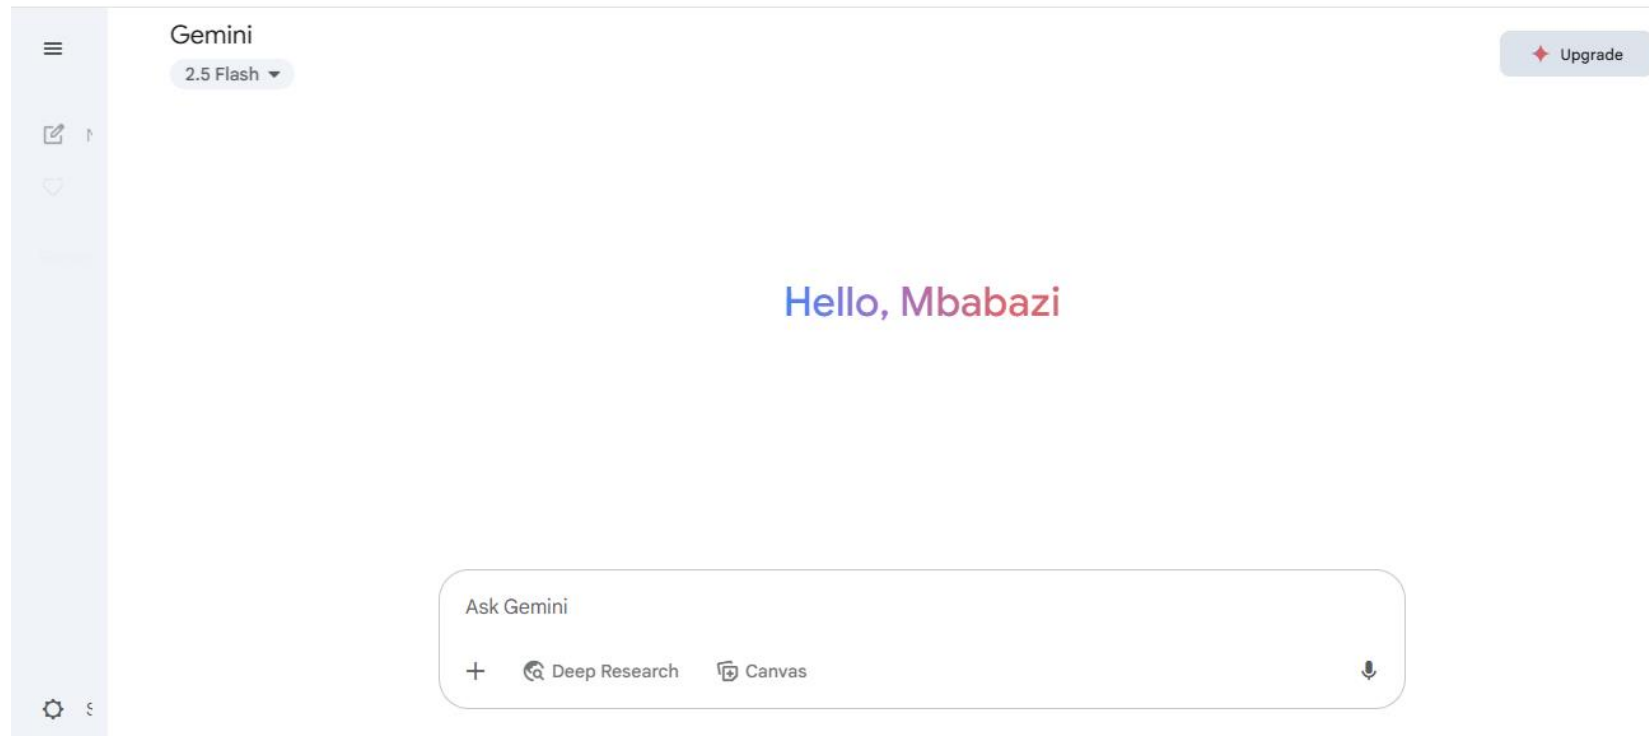 Gemini
2.5 Flash
Upgrade
Hello, Mbabazi
Ask Gemini
Deep Research
Canvas